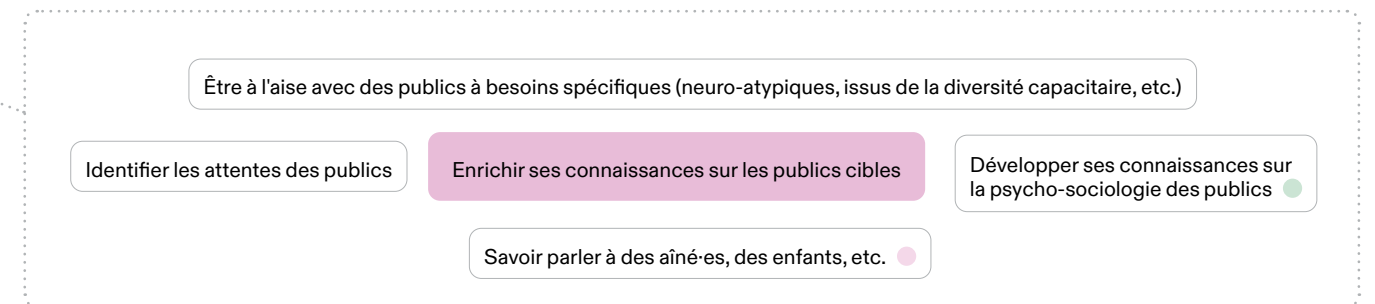 Être à l'aise avec des publics à besoins spécifiques (neuro-atypiques, issus de la diversité capacitaire, etc.)
Identifier les attentes des publics
Enrichir ses connaissances sur les publics cibles
Développer ses connaissances sur
la psycho-sociologie des publics
Savoir parler à des aîné·es, des enfants, etc.